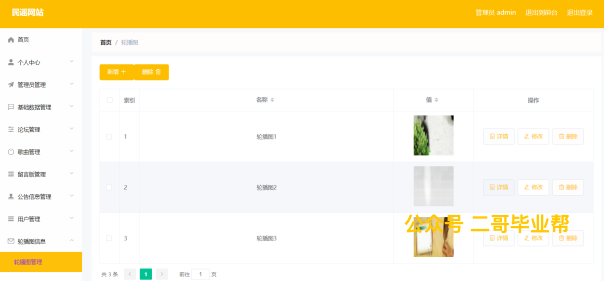 民谣网站
管理员 admin 退出到前台 退出登录
首页
个人中心
管理员管理
基础数据管理
论坛管理
歌曲管理
留言板管理
公告信息管理
用户管理
轮播图信息
轮播图管理
首页 / 轮播图
新增 + 删除
索引 名称 值 操作
1 轮播图1 详情 修改 删除
2 轮播图2 详情 修改 删除
3 轮播图3 详情 修改 删除
公众号 二哥毕业帮
共 3 条 < 1 > 前往 1 页